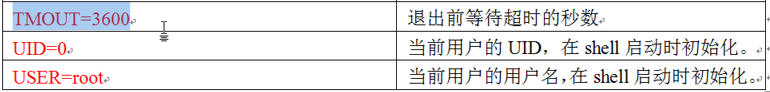 TMOUT=3600 退出前等待超时的秒数
UID=0 当前用户的 UID，在 shell 启动时初始化。
USER=root 当前用户的用户名，在 shell 启动时初始化。